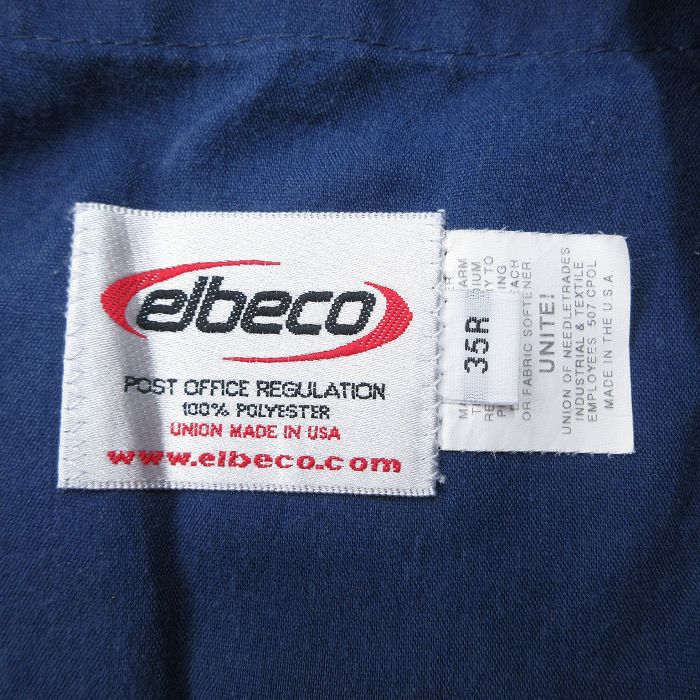 elbeco
POST OFFICE REGULATION
100% POLYESTER
UNION MADE IN USA
www.elbeco.com
35R
OR FABRIC SOFTENER
UNITE!
UNION OF NEEDLETRADES
INDUSTRIAL & TEXTILE
EMPLOYEES 507 CPOL
MADE IN THE U.S.A.